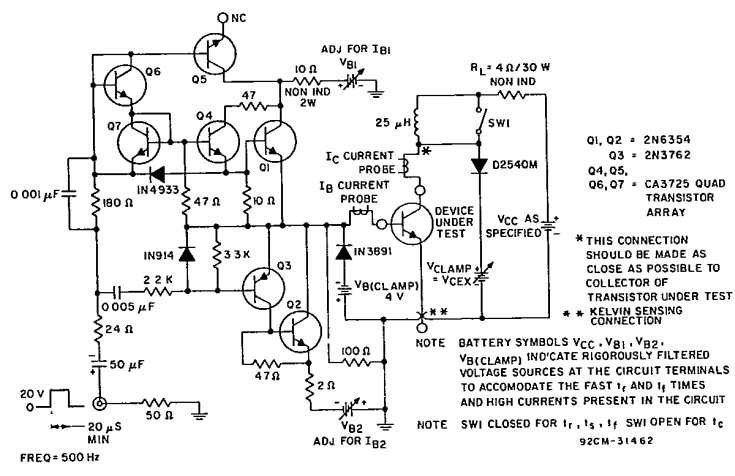 NC
Q5
Q6
Q7
Q4
47
Q1
10 Ω
NON IND
2W
ADJ FOR IB1
VB1
+ -
RL = 4 Ω/30 W
NON IND
25 μH
SW1
IC CURRENT
PROBE
*
D2540M
IB CURRENT
PROBE
DEVICE
UNDER
TEST
VCC AS
SPECIFIED
+
-
Q1, Q2 = 2N6354
Q3 = 2N3762
Q4, Q5,
Q6, Q7 = CA3725 QUAD
TRANSISTOR
ARRAY
* THIS CONNECTION
SHOULD BE MADE AS
CLOSE AS POSSIBLE TO
COLLECTOR OF
TRANSISTOR UNDER TEST
* * KELVIN SENSING
CONNECTION
0 001 μF
180 Ω
1N4933
47 Ω
10 Ω
1N914
3 3 K
Q3
Q2
1N3891
VB(CLAMP)
4 V
VCLAMP
= VCEX
* *
0 005 μF
2 2 K
24 Ω
50 μF
47 Ω
2 Ω
100 Ω
VB2
ADJ FOR IB2
20 V
0
20 μS
MIN
50 Ω
FREQ = 500 Hz
NOTE BATTERY SYMBOLS VCC, VB1, VB2,
VB(CLAMP) IND'CATE RIGOROUSLY FILTERED
VOLTAGE SOURCES AT THE CIRCUIT TERMINALS
TO ACCOMODATE THE FAST tr AND tf TIMES
AND HIGH CURRENTS PRESENT IN THE CIRCUIT
NOTE SW1 CLOSED FOR tr, ts, tf SW1 OPEN FOR tc
92CM-31462